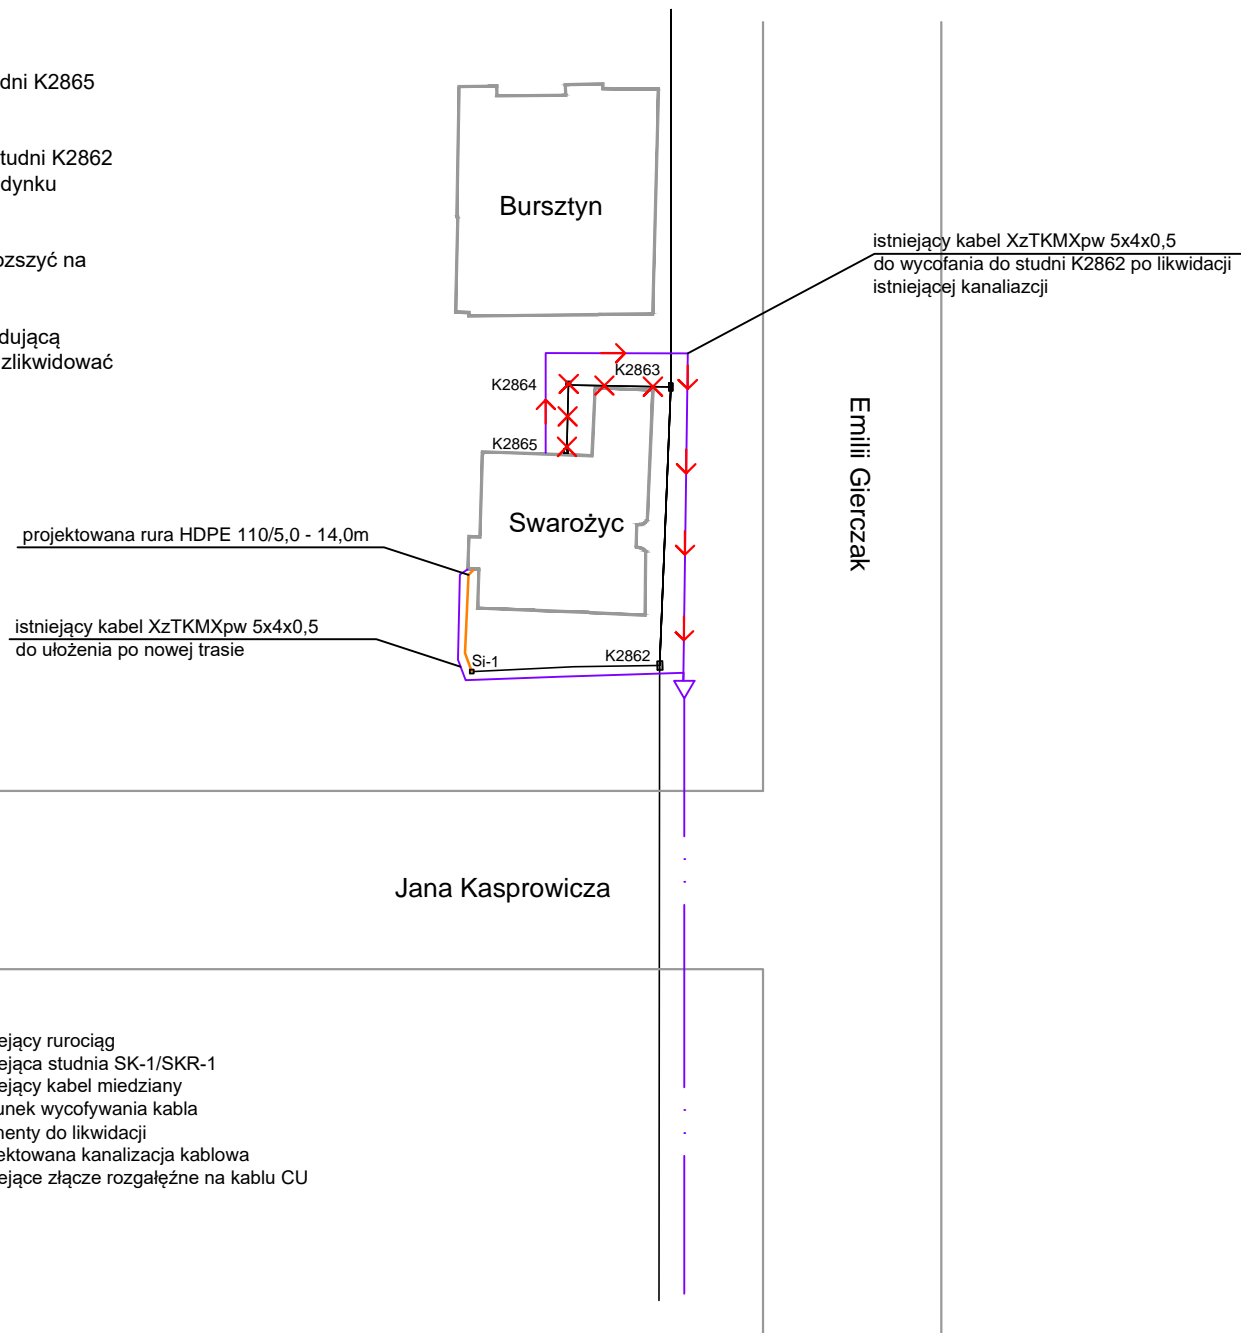 dni K2865
tudni K2862
dynku
ozszyć na
dującą
zlikwidować
Bursztyn
istniejący kabel XzTKMXpw 5x4x0,5
do wycofania do studni K2862 po likwidacji
istniejącej kanaliazcji
K2863
K2864
K2865
Emilii Gierczak
Swarożyc
projektowana rura HDPE 110/5,0 - 14,0m
istniejący kabel XzTKMXpw 5x4x0,5
do ułożenia po nowej trasie
Si-1
K2862
Jana Kasprowicza
ejący rurociąg
ejąca studnia SK-1/SKR-1
ejący kabel miedziany
unek wycofywania kabla
nenty do likwidacji
ektowana kanalizacja kablowa
ejące złącze rozgałęźne na kablu CU